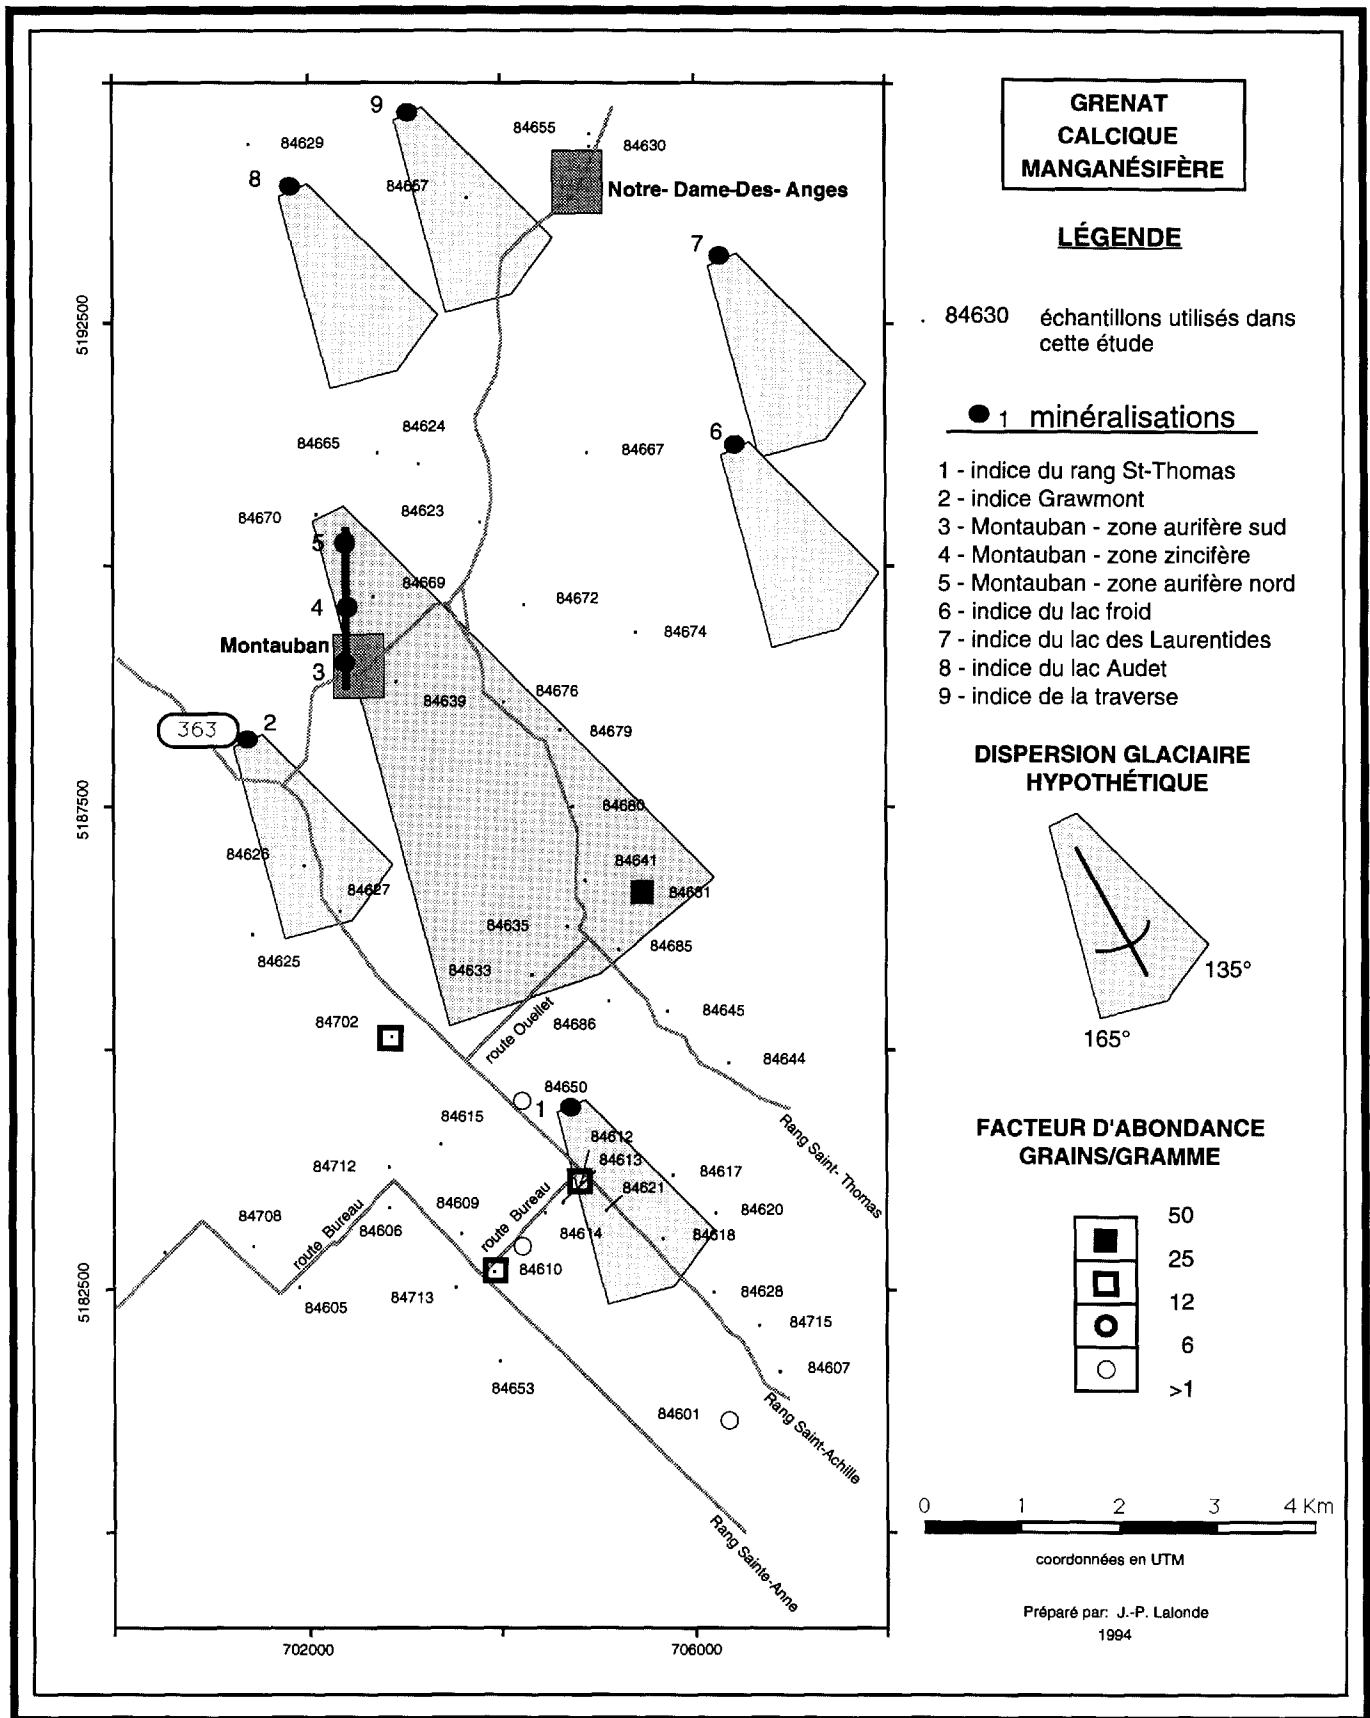 GRENAT
CALCIQUE
MANGANÉSIFÈRE
LÉGENDE
84630 échantillons utilisés dans
cette étude
1 minéralisations
1 - indice du rang St-Thomas
2 - indice Grawmont
3 - Montauban - zone aurifère sud
4 - Montauban - zone zincifère
5 - Montauban - zone aurifère nord
6 - indice du lac froid
7 - indice du lac des Laurentides
8 - indice du lac Audet
9 - indice de la traverse
DISPERSION GLACIAIRE
HYPOTHÉTIQUE
135°
165°
FACTEUR D'ABONDANCE
GRAINS/GRAMME
50
25
12
6
>1
0 1 2 3 4 Km
coordonnées en UTM
Préparé par: J.-P. Lalonde
1994
9
84655
84629
84630
8
84657
Notre- Dame-Des- Anges
7
5192500
84624
84665
6
84667
84670
84623
5
84669
4
84672
84674
Montauban
3
84676
84639
363
2
84679
5187500
84680
84626
84641
84627
84681
84635
84685
84625
84633
84645
84702
route Ouellet
84686
84644
84650
1
84615
Rang Saint- Thomas
84612
84613
84712
84617
84621
84609
route Bureau
84620
84708
route Bureau
84606
84614
84618
84610
5182500
84605
84713
84628
84715
84607
84653
84601
Rang Saint-Achille
Rang Sainte-Anne
702000
706000